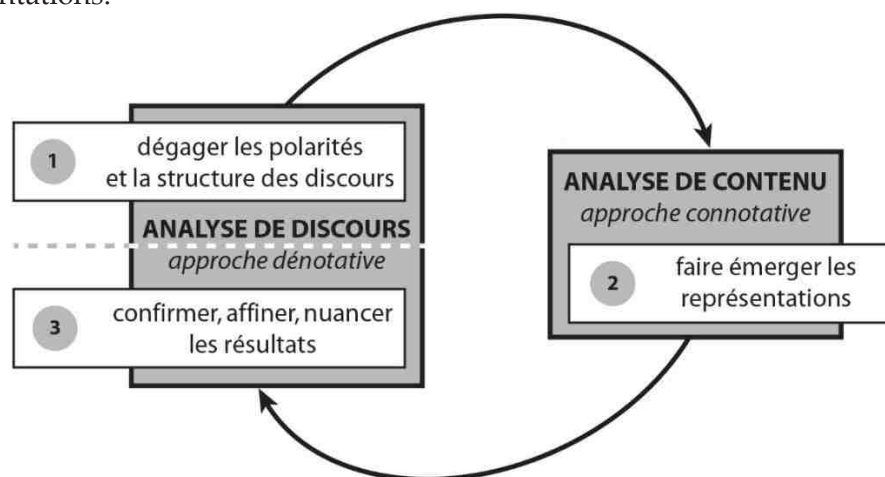 ntations.
1
dégager les polarités
et la structure des discours
ANALYSE DE DISCOURS
approche dénotative
3
confirmer, affiner, nuancer
les résultats
ANALYSE DE CONTENU
approche connotative
2
faire émerger les
représentations